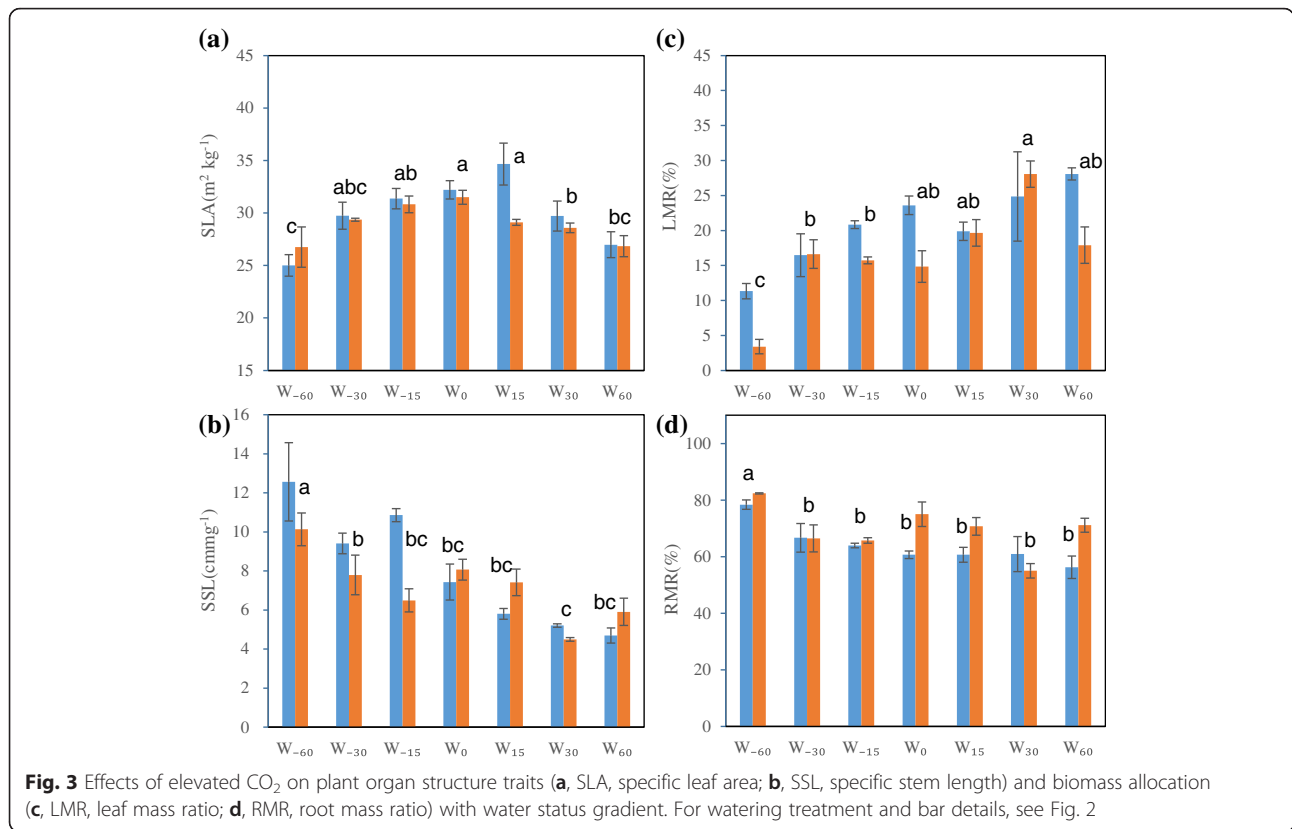 (a)
45
40
35
30
25
20
15
SLA(m² kg⁻¹)
c abc ab a a b bc
W₋₆₀ W₋₃₀ W₋₁₅ W₀ W₁₅ W₃₀ W₆₀
(c)
45
40
35
30
25
20
15
10
5
0
LMR(%)
c b b ab ab a ab
W₋₆₀ W₋₃₀ W₋₁₅ W₀ W₁₅ W₃₀ W₆₀
(b)
16
14
12
10
8
6
4
2
0
SSL(cmmg⁻¹)
a b bc bc bc c bc
W₋₆₀ W₋₃₀ W₋₁₅ W₀ W₁₅ W₃₀ W₆₀
(d)
100
80
60
40
20
0
RMR(%)
a b b b b b b
W₋₆₀ W₋₃₀ W₋₁₅ W₀ W₁₅ W₃₀ W₆₀
Fig. 3 Effects of elevated CO₂ on plant organ structure traits (a, SLA, specific leaf area; b, SSL, specific stem length) and biomass allocation
(c, LMR, leaf mass ratio; d, RMR, root mass ratio) with water status gradient. For watering treatment and bar details, see Fig. 2